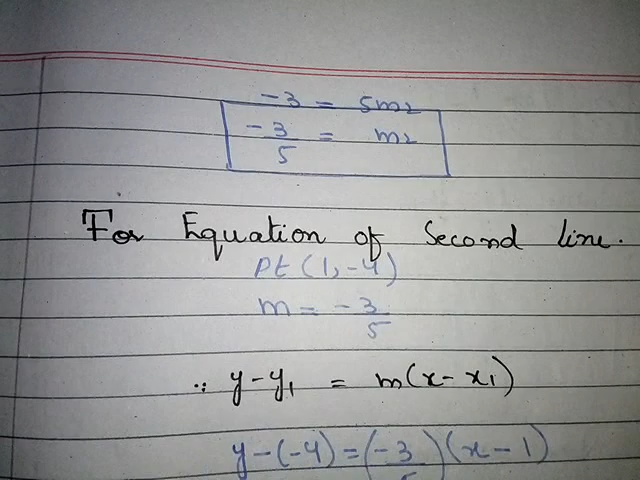 -3 = 5m₂
-3/5 = m₂
For Equation of Second line.
Pt (1, -4)
m = -3/5
∵ y-y₁ = m(x-x₁)
y-(-4) = (-3/5)(x-1)